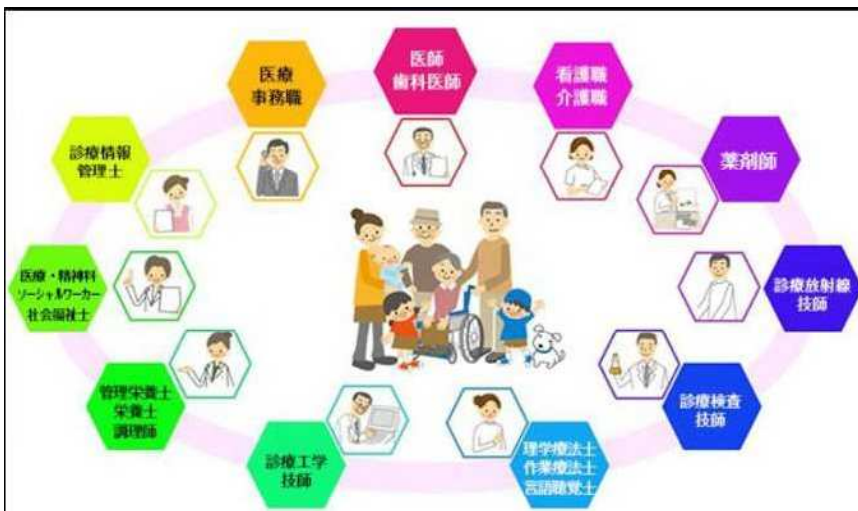 医師
歯科医師
看護職
介護職
薬剤師
診療放射線
技師
診療検査
技師
理学療法士
作業療法士
言語聴覚士
診療工学
技師
管理栄養士
栄養士
調理師
医療・精神科
ソーシャルワーカー
社会福祉士
診療情報
管理士
医療
事務職